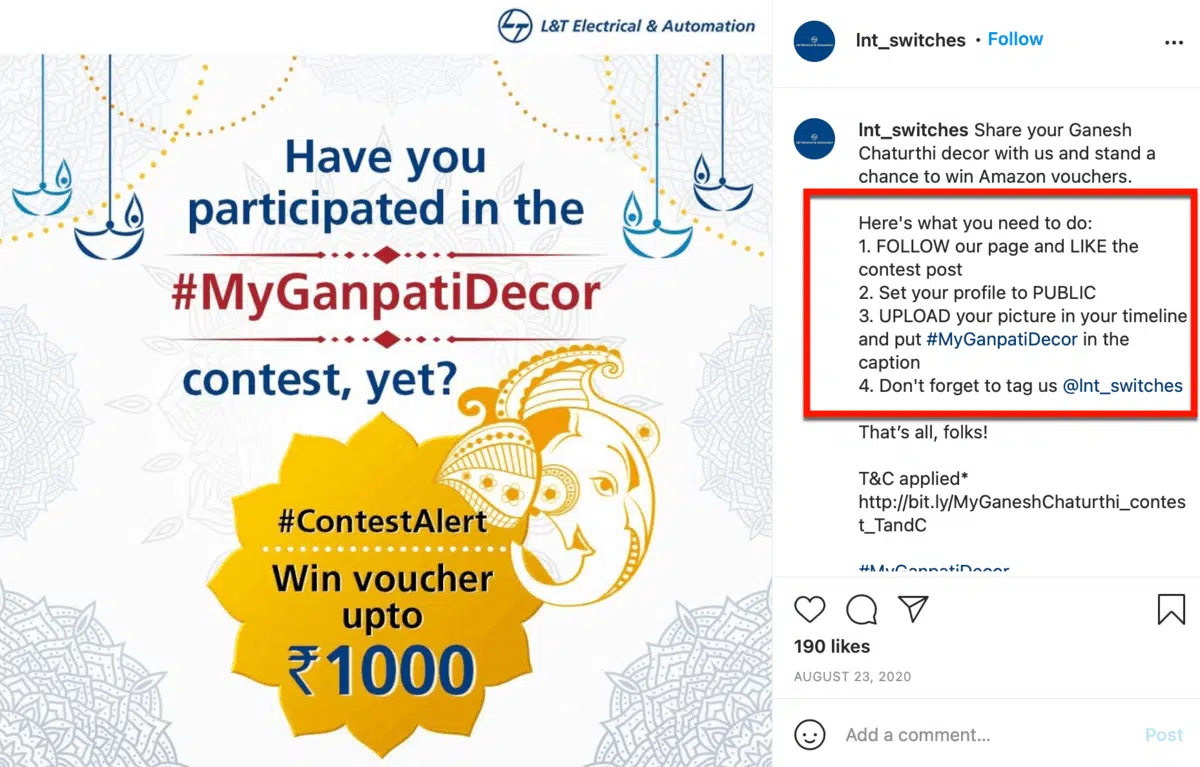 L&T Electrical & Automation
Have you
participated in the
#MyGanpatiDecor
contest, yet?
#ContestAlert
Win voucher
upto
₹1000
lnt_switches • Follow
lnt_switches Share your Ganesh
Chaturthi decor with us and stand a
chance to win Amazon vouchers.
Here's what you need to do:
1. FOLLOW our page and LIKE the
contest post
2. Set your profile to PUBLIC
3. UPLOAD your picture in your timeline
and put #MyGanpatiDecor in the
caption
4. Don't forget to tag us @lnt_switches
That’s all, folks!
T&C applied*
http://bit.ly/MyGaneshChaturthi_contes
t_TandC
#MyGanpatiDecor
190 likes
AUGUST 23, 2020
Add a comment...
Post